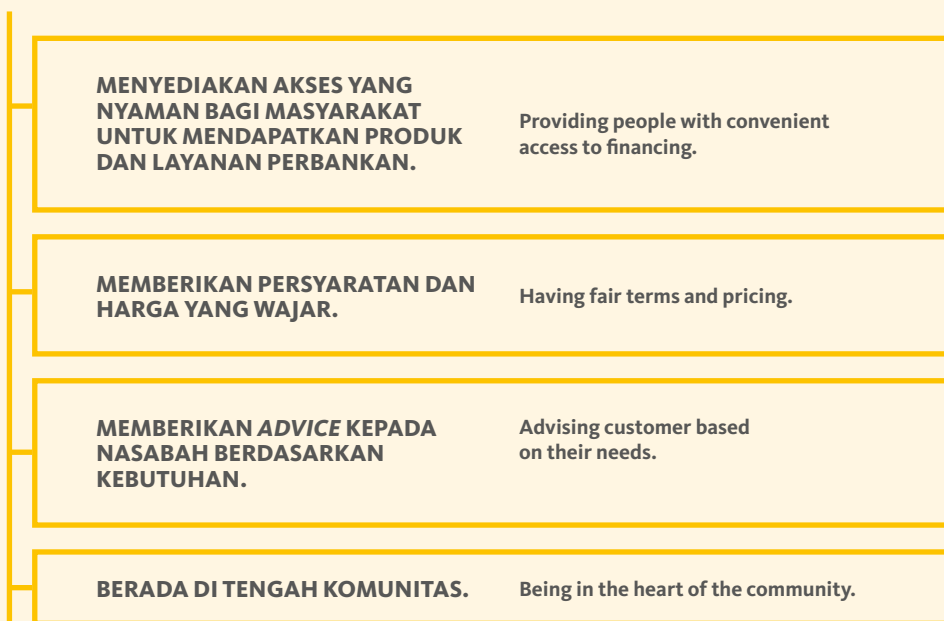 MENYEDIAKAN AKSES YANG
NYAMAN BAGI MASYARAKAT
UNTUK MENDAPATKAN PRODUK
DAN LAYANAN PERBANKAN.
Providing people with convenient
access to financing.
MEMBERIKAN PERSYARATAN DAN
HARGA YANG WAJAR.
Having fair terms and pricing.
MEMBERIKAN ADVICE KEPADA
NASABAH BERDASARKAN
KEBUTUHAN.
Advising customer based
on their needs.
BERADA DI TENGAH KOMUNITAS.
Being in the heart of the community.